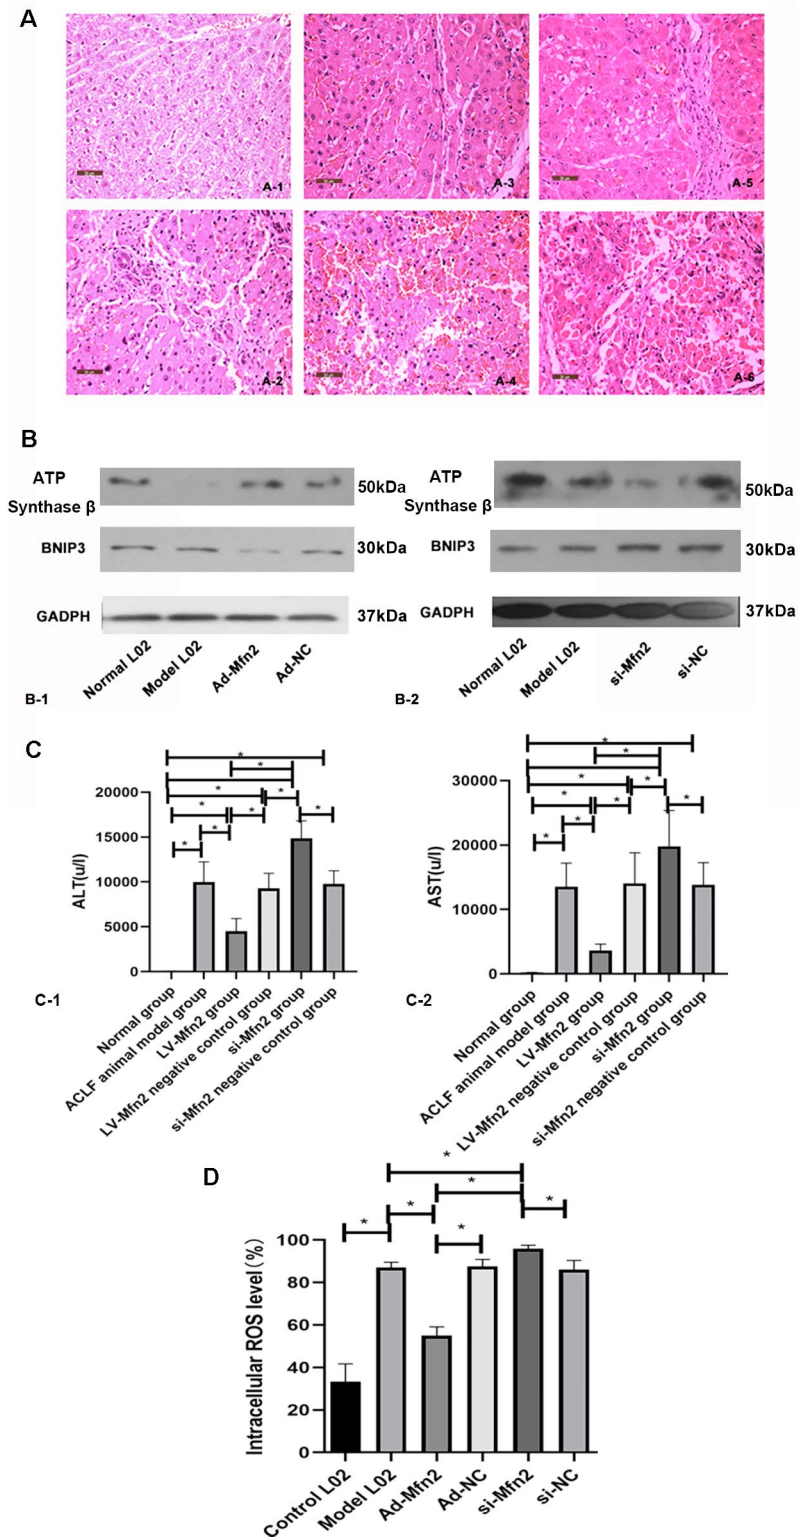 A
A-1
A-3
A-5
A-2
A-4
A-6
B
ATP
Synthase β
50kDa
BNIP3
30kDa
GADPH
37kDa
Normal L02
Model L02
Ad-Mfn2
Ad-NC
B-1
ATP
Synthase β
50kDa
BNIP3
30kDa
GADPH
37kDa
Normal L02
Model L02
si-Mfn2
si-NC
B-2
C
ALT(u/l)
20000
15000
10000
5000
0
* * * * * * * * *
Normal group
ACLF animal model group
LV-Mfn2 group
LV-Mfn2 negative control group
si-Mfn2 group
si-Mfn2 negative control group
C-1
AST(u/l)
30000
20000
10000
0
* * * * * * * * *
Normal group
ACLF animal model group
LV-Mfn2 group
LV-Mfn2 negative control group
si-Mfn2 group
si-Mfn2 negative control group
C-2
D
Intracellular ROS level(%)
100
80
60
40
20
0
* * * * * *
Control L02
Model L02
Ad-Mfn2
Ad-NC
si-Mfn2
si-NC